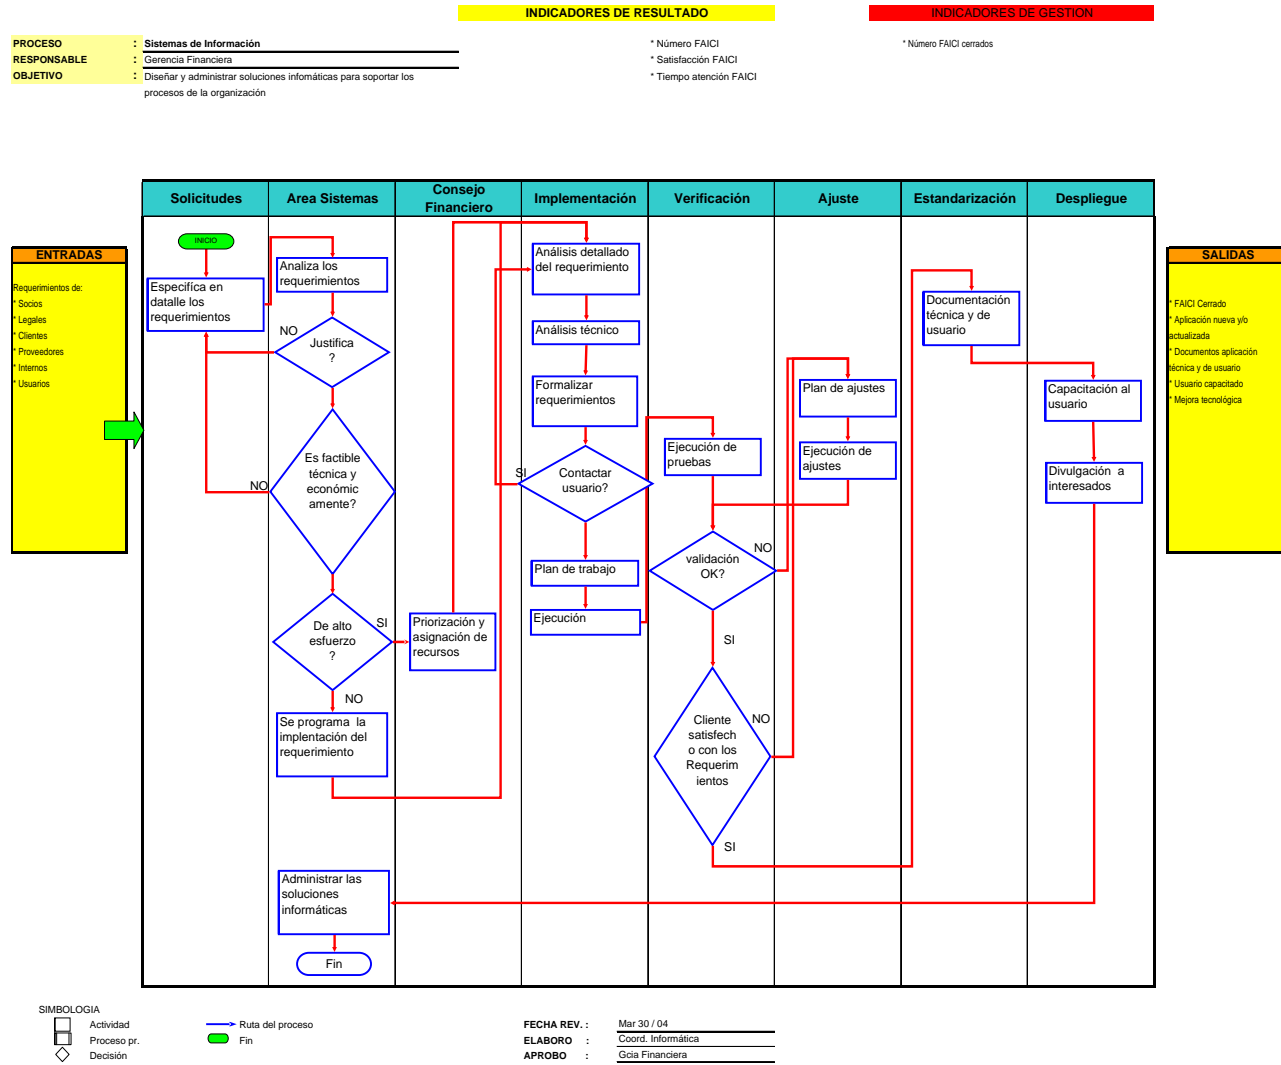 INDICADORES DE RESULTADO
INDICADORES DE GESTION
PROCESO : Sistemas de Información
RESPONSABLE : Gerencia Financiera
OBJETIVO : Diseñar y administrar soluciones infomáticas para soportar los
procesos de la organización
* Número FAICI
* Satisfacción FAICI
* Tiempo atención FAICI
* Número FAICI cerrados
Solicitudes
Area Sistemas
Consejo
Financiero
Implementación
Verificación
Ajuste
Estandarización
Despliegue
ENTRADAS
Requerimientos de:
* Socios
* Legales
* Clientes
* Proveedores
* Internos
* Usuarios
INICIO
Especifíca en
datalle los
requerimientos
Analiza los
requerimientos
NO
Justifica
?
Es factible
técnica y
económic
amente?
NO
De alto
esfuerzo
?
SI
NO
Se programa la
implentación del
requerimiento
Administrar las
soluciones
informáticas
Fin
Priorización y
asignación de
recursos
Análisis detallado
del requerimiento
Análisis técnico
Formalizar
requerimientos
SI
Contactar
usuario?
Plan de trabajo
Ejecución
Ejecución de
pruebas
validación
OK?
NO
SI
Cliente
satisfech
o con los
Requerim
ientos
NO
SI
Plan de ajustes
Ejecución de
ajustes
Documentación
técnica y de
usuario
Capacitación al
usuario
Divulgación a
interesados
SALIDAS
* FAICI Cerrado
* Aplicación nueva y/o
actualizada
* Documentos aplicación
técnica y de usuario
* Usuario capacitado
* Mejora tecnológica
SIMBOLOGIA
Actividad
Proceso pr.
Decisión
Ruta del proceso
Fin
FECHA REV. : Mar 30 / 04
ELABORO : Coord. Informática
APROBO : Gcia Financiera